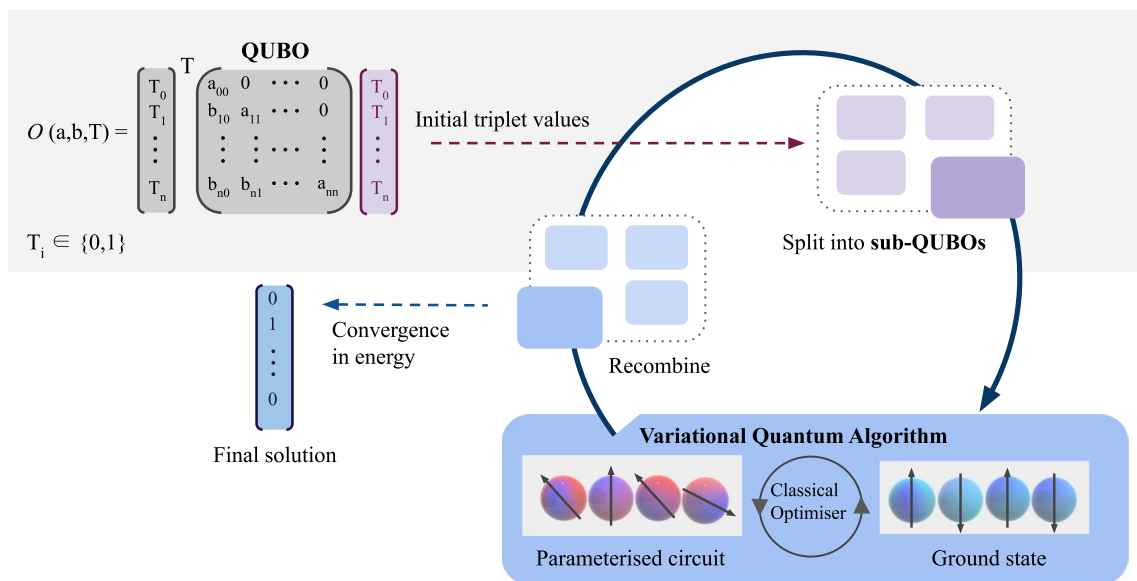 QUBO
O (a,b,T) =
T₀
T₁
⋮
Tₙ
T
a₀₀ 0 ⋯ 0
b₁₀ a₁₁ ⋯ 0
⋮ ⋮ ⋯ ⋮
bₙ₀ bₙ₁ ⋯ aₙₙ
T₀
T₁
⋮
Tₙ
Tᵢ ∈ {0,1}
Initial triplet values
Split into sub-QUBOs
Recombine
Convergence
in energy
0
1
⋮
0
Final solution
Variational Quantum Algorithm
Classical
Optimiser
Parameterised circuit
Ground state